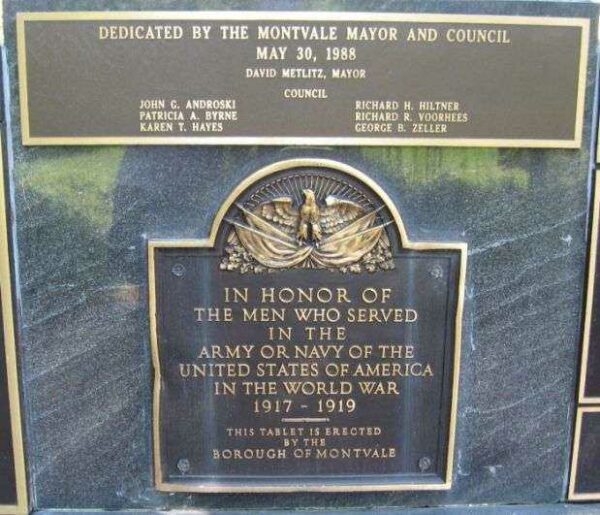 DEDICATED BY THE MONTVALE MAYOR AND COUNCIL
MAY 30, 1988
DAVID METLITZ, MAYOR
COUNCIL
JOHN G. ANDROSKI
PATRICIA A. BYRNE
KAREN T. HAYES
RICHARD H. HILTNER
RICHARD R. VOORHEES
GEORGE B. ZELLER
IN HONOR OF
THE MEN WHO SERVED
IN THE
ARMY OR NAVY OF THE
UNITED STATES OF AMERICA
IN THE WORLD WAR
1917 - 1919
THIS TABLET IS ERECTED
BY THE
BOROUGH OF MONTVALE